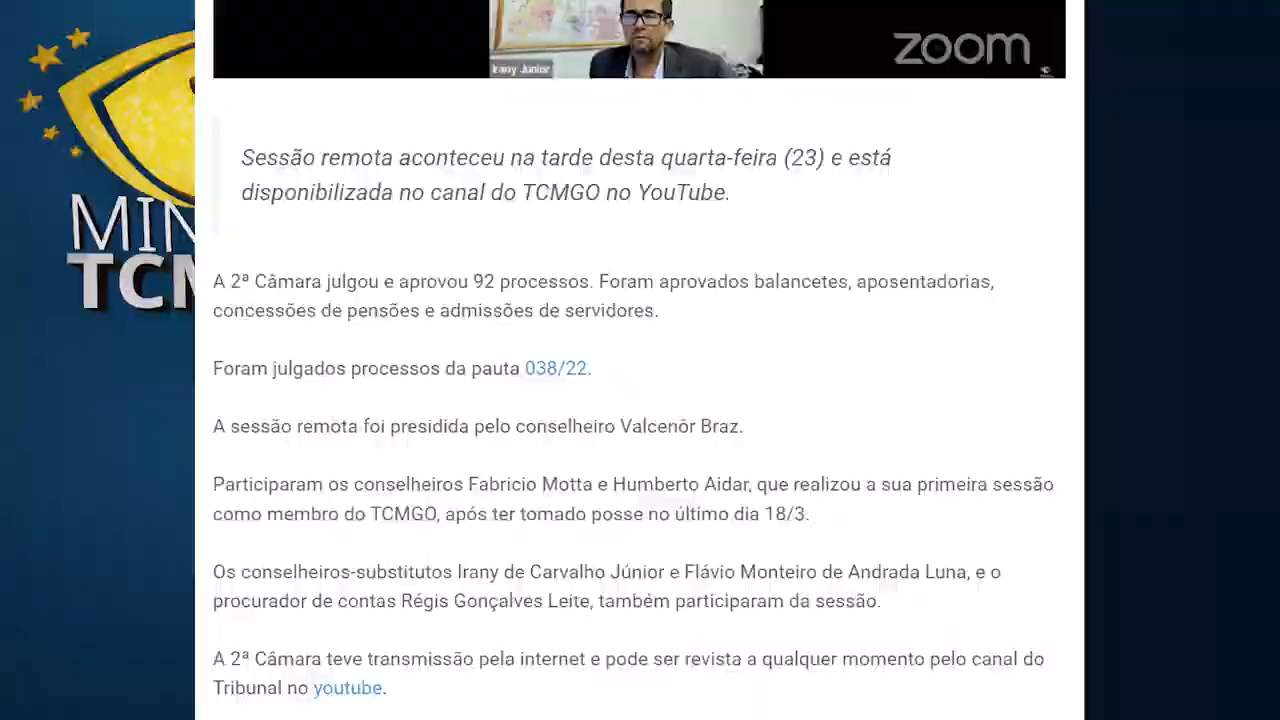 zoom
Irany Junior
MIN
TCM
Sessão remota aconteceu na tarde desta quarta-feira (23) e está
disponibilizada no canal do TCMGO no YouTube.
A 2ª Câmara julgou e aprovou 92 processos. Foram aprovados balancetes, aposentadorias,
concessões de pensões e admissões de servidores.
Foram julgados processos da pauta 038/22.
A sessão remota foi presidida pelo conselheiro Valcenôr Braz.
Participaram os conselheiros Fabricio Motta e Humberto Aidar, que realizou a sua primeira sessão
como membro do TCMGO, após ter tomado posse no último dia 18/3.
Os conselheiros-substitutos Irany de Carvalho Júnior e Flávio Monteiro de Andrada Luna, e o
procurador de contas Régis Gonçalves Leite, também participaram da sessão.
A 2ª Câmara teve transmissão pela internet e pode ser revista a qualquer momento pelo canal do
Tribunal no youtube.